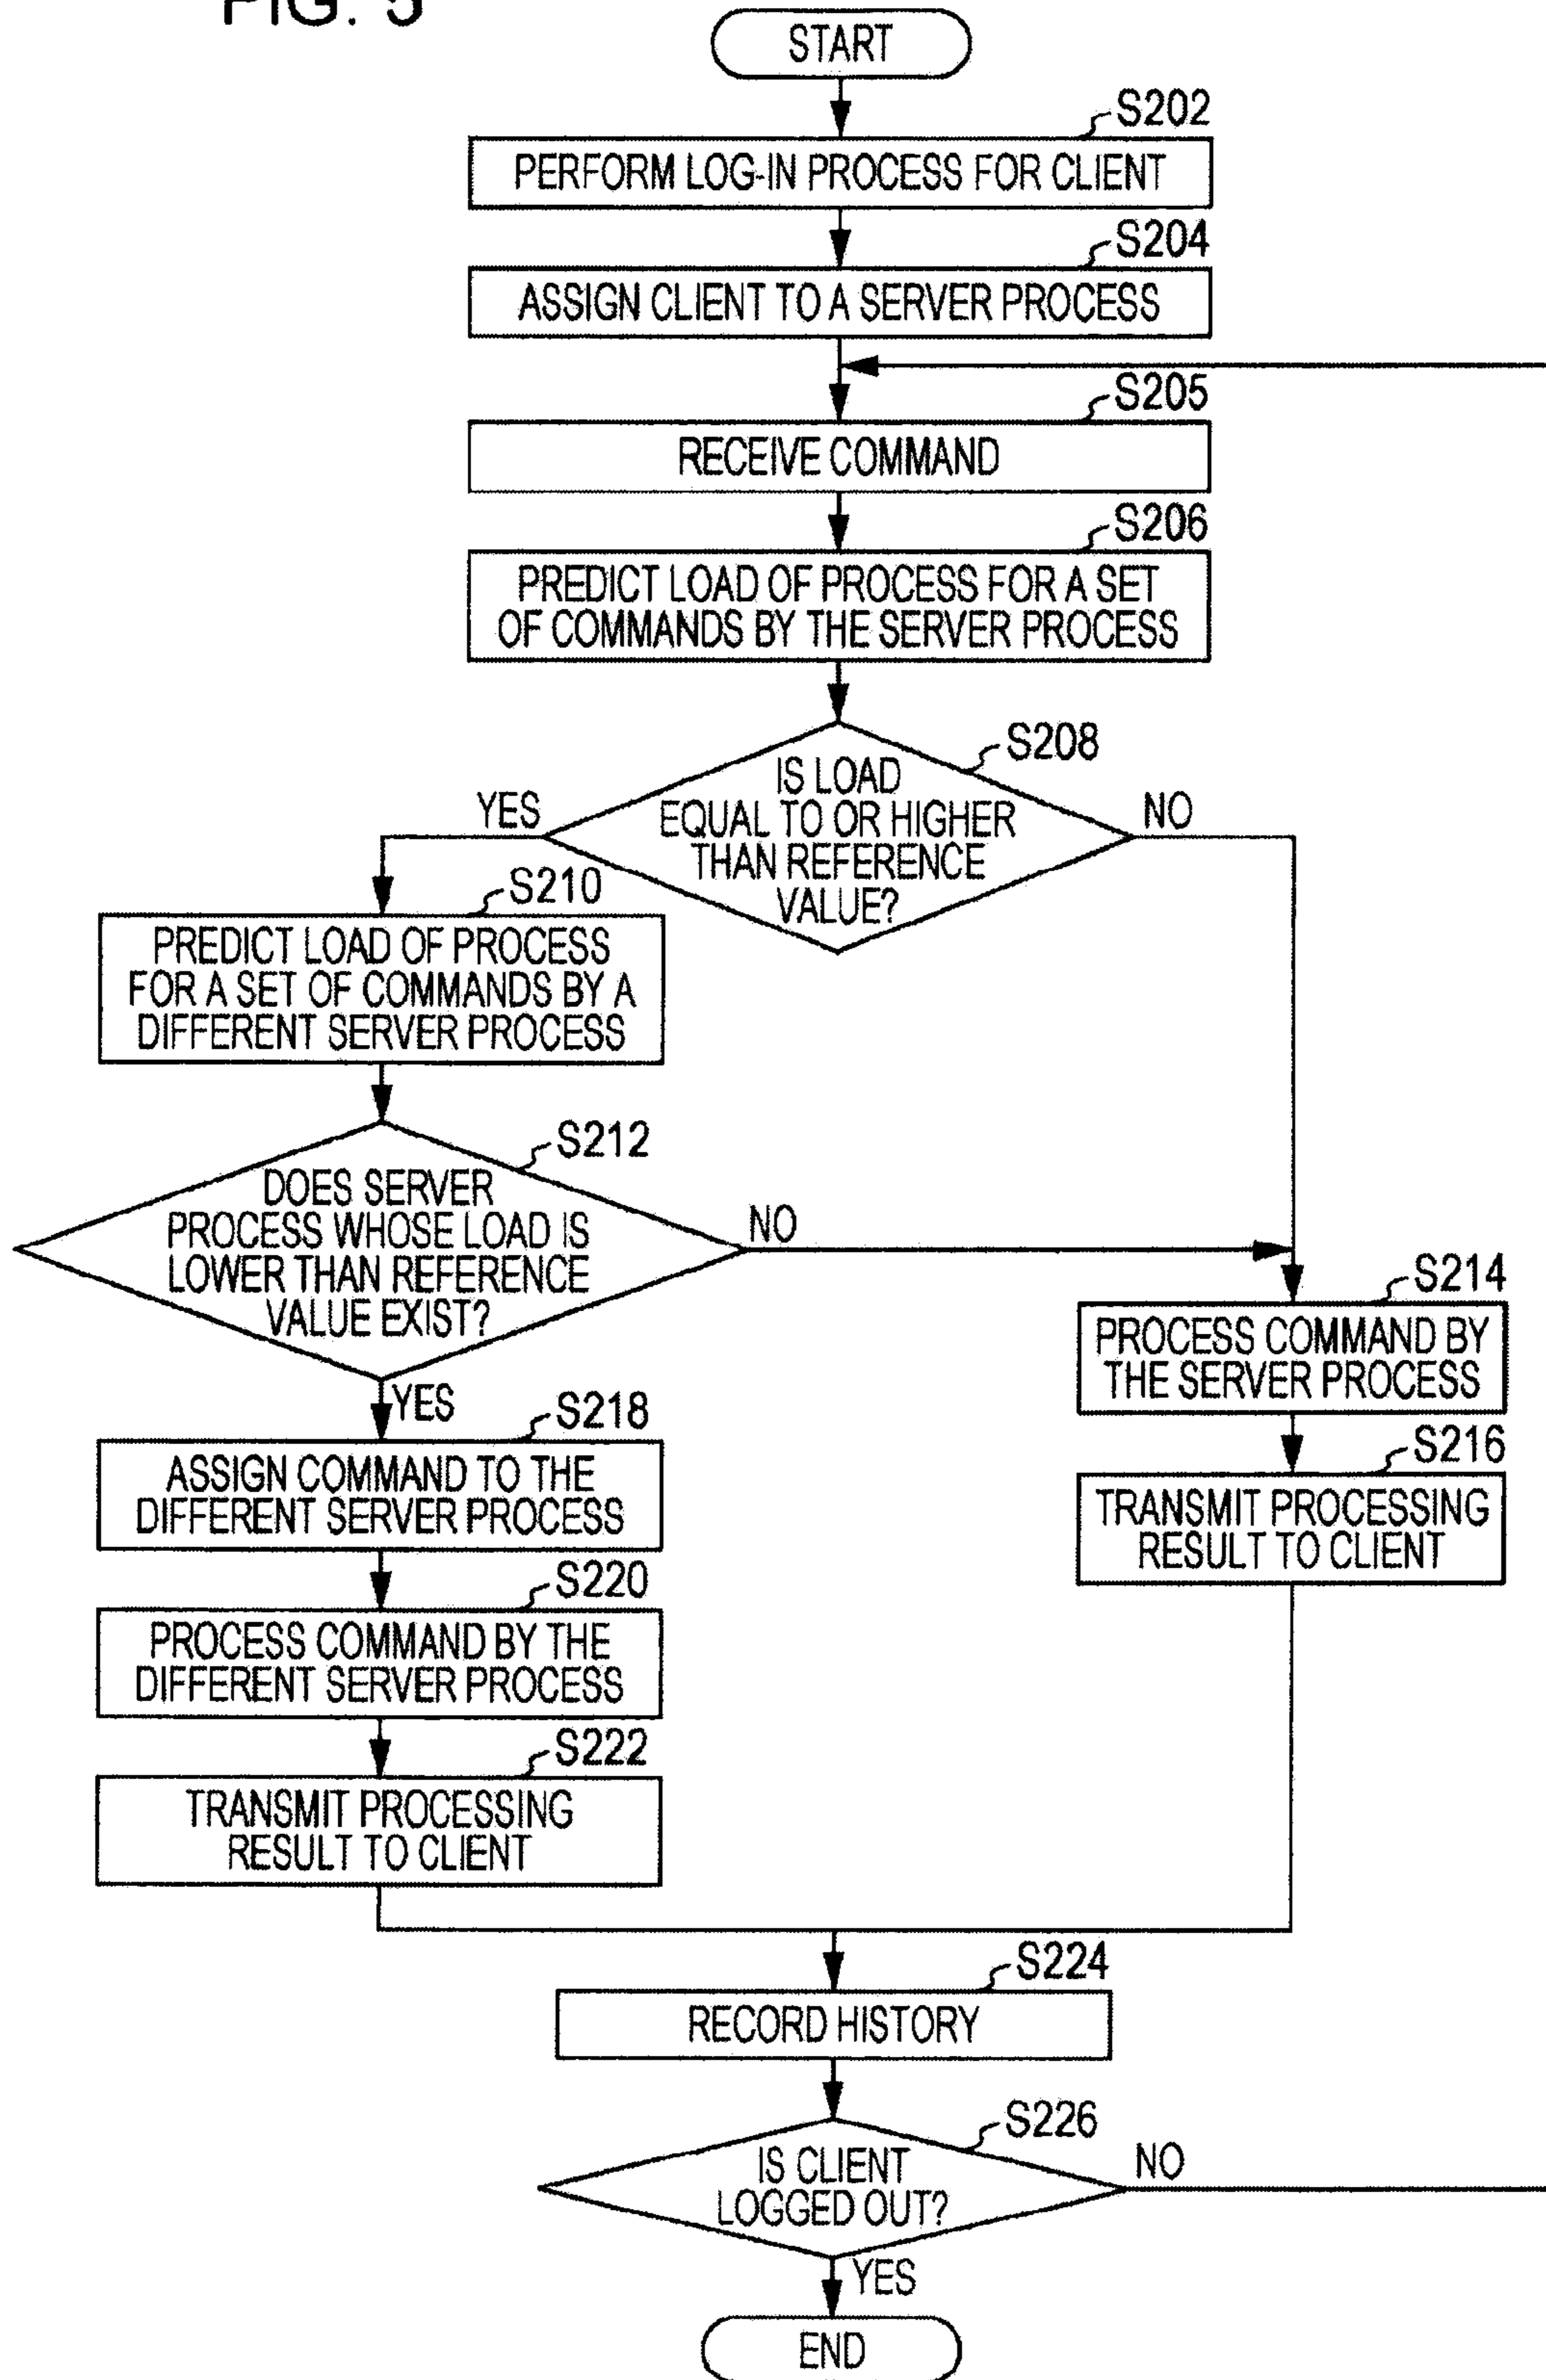 FIG. 5
START
S202
PERFORM LOG-IN PROCESS FOR CLIENT
S204
ASSIGN CLIENT TO A SERVER PROCESS
S205
RECEIVE COMMAND
S206
PREDICT LOAD OF PROCESS FOR A SET
OF COMMANDS BY THE SERVER PROCESS
S208
IS LOAD
EQUAL TO OR HIGHER
THAN REFERENCE
VALUE?
YES
NO
S210
PREDICT LOAD OF PROCESS
FOR A SET OF COMMANDS BY A
DIFFERENT SERVER PROCESS
S212
DOES SERVER
PROCESS WHOSE LOAD IS
LOWER THAN REFERENCE
VALUE EXIST?
NO
YES
S214
PROCESS COMMAND BY
THE SERVER PROCESS
S216
TRANSMIT PROCESSING
RESULT TO CLIENT
S218
ASSIGN COMMAND TO THE
DIFFERENT SERVER PROCESS
S220
PROCESS COMMAND BY THE
DIFFERENT SERVER PROCESS
S222
TRANSMIT PROCESSING
RESULT TO CLIENT
S224
RECORD HISTORY
S226
IS CLIENT
LOGGED OUT?
NO
YES
END